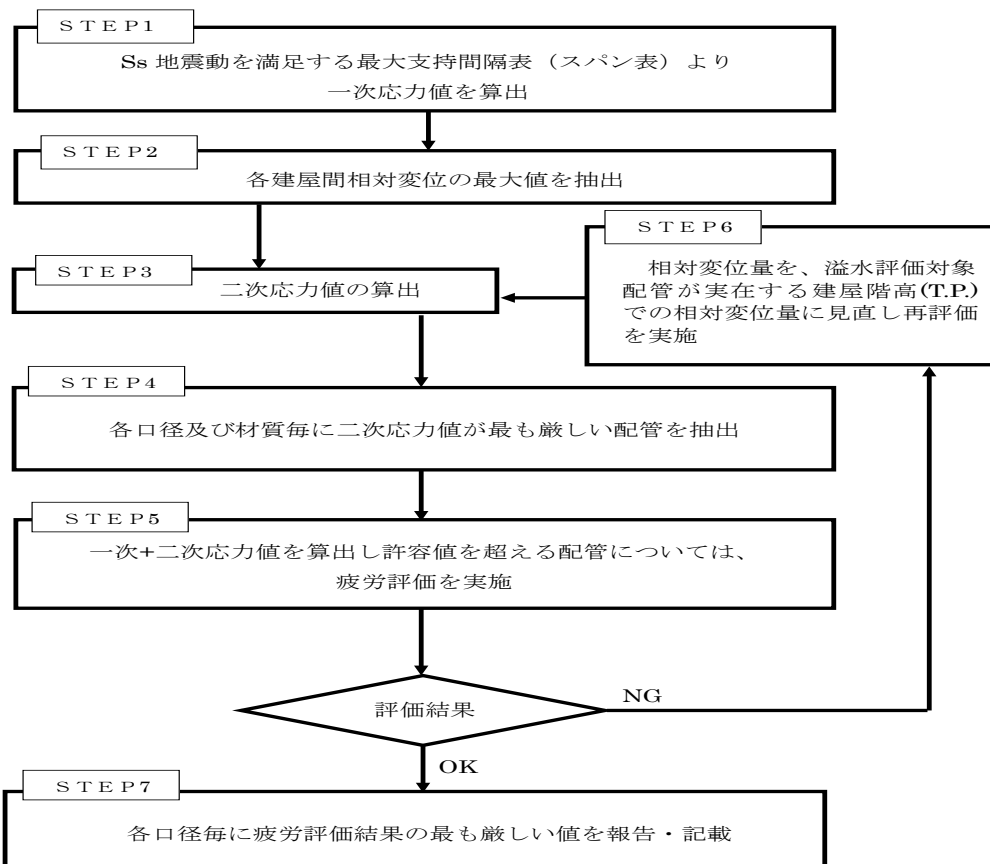 STEP1
Ss 地震動を満足する最大支持間隔表（スパン表）より
一次応力値を算出
STEP2
各建屋間相対変位の最大値を抽出
STEP3
二次応力値の算出
STEP6
相対変位量を、溢水評価対象
配管が実在する建屋階高(T.P.)
での相対変位量に見直し再評価
を実施
STEP4
各口径及び材質毎に二次応力値が最も厳しい配管を抽出
STEP5
一次+二次応力値を算出し許容値を超える配管については、
疲労評価を実施
評価結果
NG
OK
STEP7
各口径毎に疲労評価結果の最も厳しい値を報告・記載